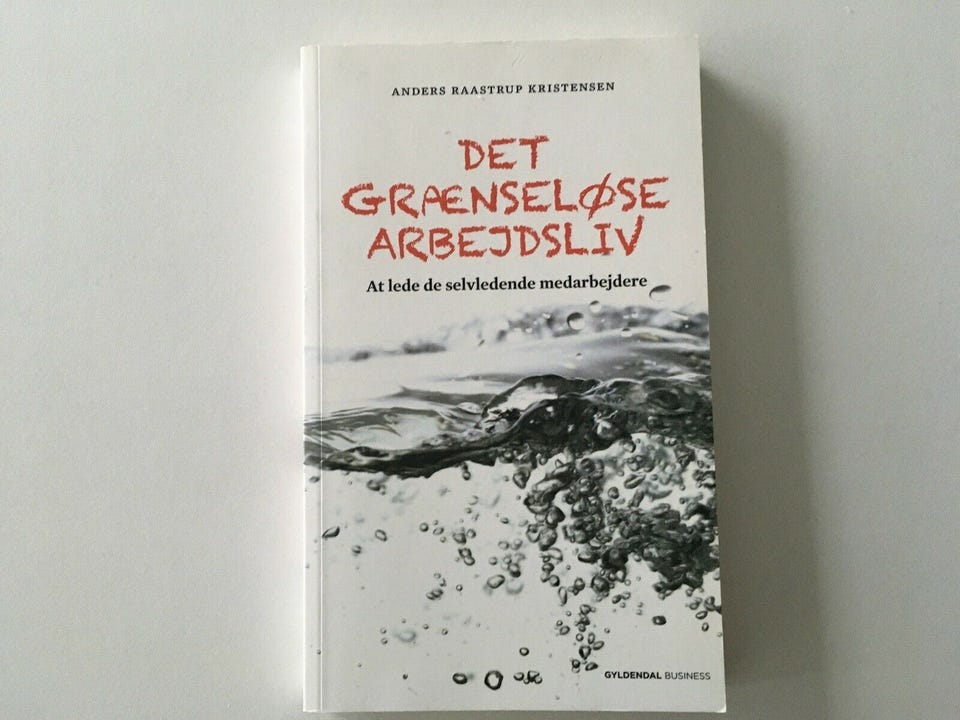 ANDERS RAASTRUP KRISTENSEN
DET
GRÆNSELØSE
ARBEJDSLIV
At lede de selvledende medarbejdere
GYLDENDAL BUSINESS